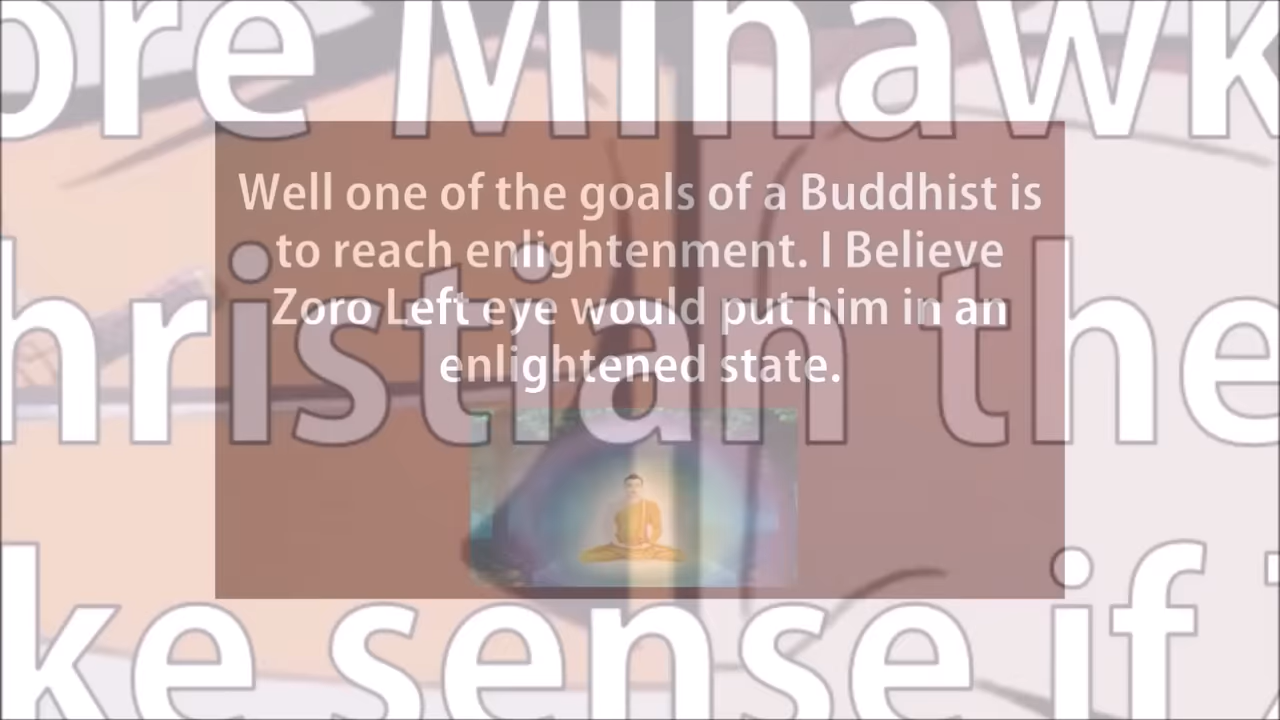 ore Mihawk
Well one of the goals of a Buddhist is
to reach enlightenment. I Believe
Zoro Left eye would put him in an
enlightened state.
hristian the
ke sense if